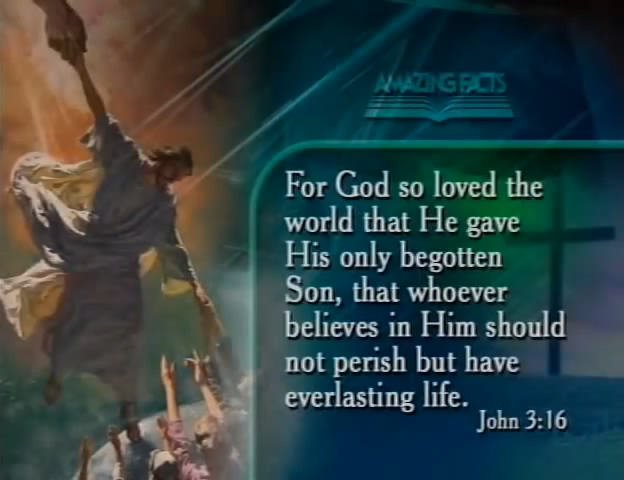 AMAZING FACTS
For God so loved the
world that He gave
His only begotten
Son, that whoever
believes in Him should
not perish but have
everlasting life.
John 3:16